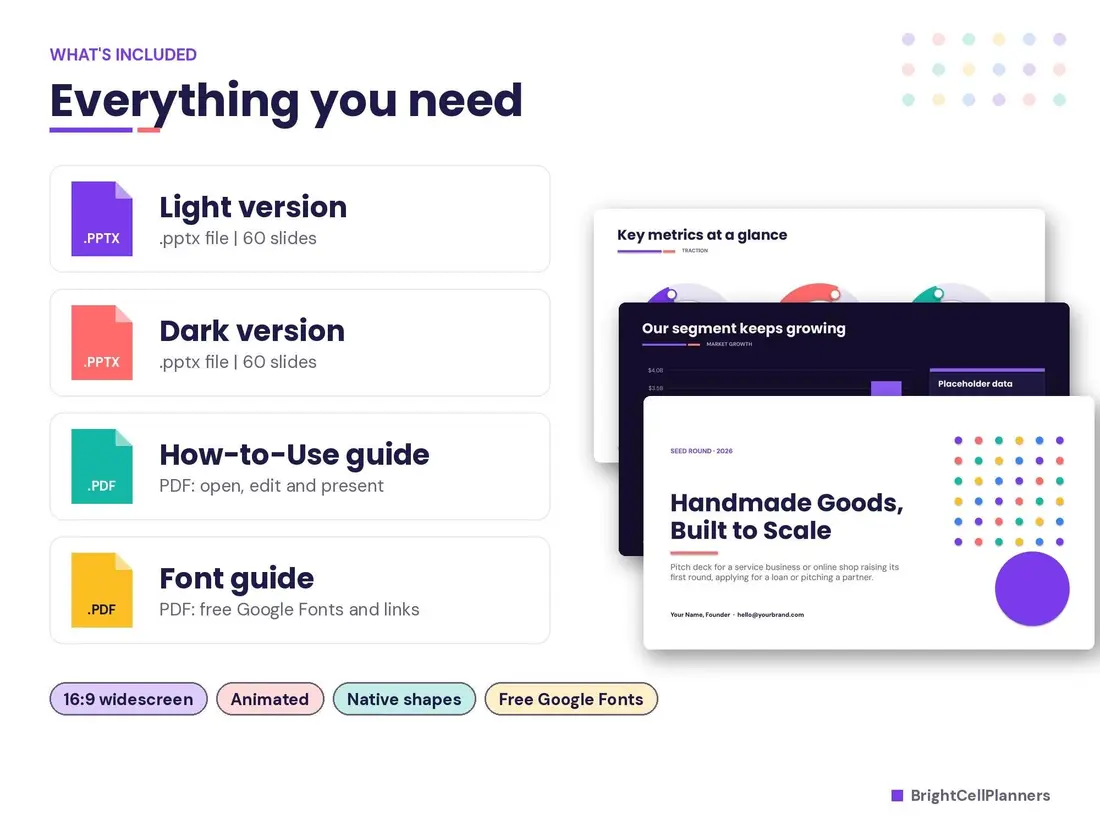 WHAT'S INCLUDED
Everything you need
.PPTX
Light version
.pptx file | 60 slides
.PPTX
Dark version
.pptx file | 60 slides
.PDF
How-to-Use guide
PDF: open, edit and present
.PDF
Font guide
PDF: free Google Fonts and links
16:9 widescreen
Animated
Native shapes
Free Google Fonts
Key metrics at a glance
TRACTION
Our segment keeps growing
MARKET GROWTH
$4.0B
$3.5B
Placeholder data
SEED ROUND · 2026
Handmade Goods,
Built to Scale
Pitch deck for a service business or online shop raising its
first round, applying for a loan or pitching a partner.
Your Name, Founder · hello@yourbrand.com
BrightCellPlanners